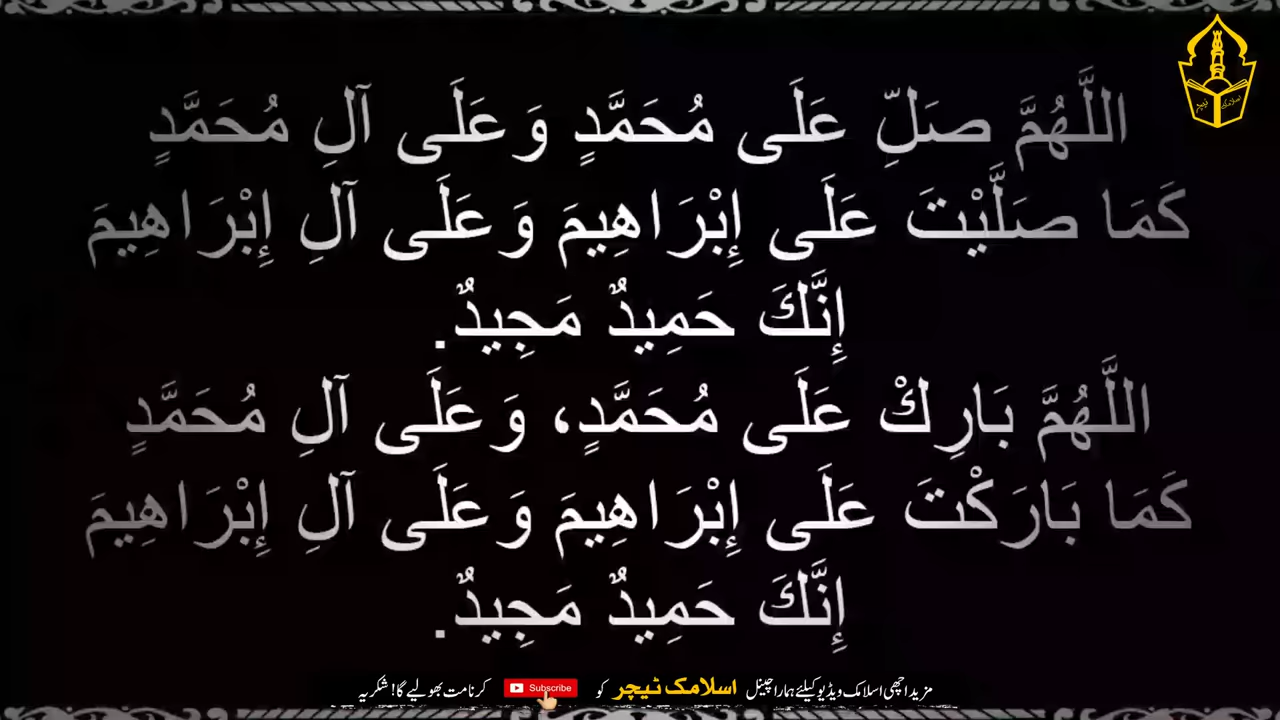 اللَّهُمَّ صَلِّ عَلَى مُحَمَّدٍ وَعَلَى آلِ مُحَمَّدٍ
كَمَا صَلَّيْتَ عَلَى إِبْرَاهِيمَ وَعَلَى آلِ إِبْرَاهِيمَ
إِنَّكَ حَمِيدٌ مَجِيدٌ.
اللَّهُمَّ بَارِكْ عَلَى مُحَمَّدٍ، وَعَلَى آلِ مُحَمَّدٍ
كَمَا بَارَكْتَ عَلَى إِبْرَاهِيمَ وَعَلَى آلِ إِبْرَاهِيمَ
إِنَّكَ حَمِيدٌ مَجِيدٌ.
مزید اچھی اسلامک ویڈیو کیلئے ہمارا چینل اسلامک ٹیچر کو Subscribe کرنا مت بھولیے گا! شکریہ